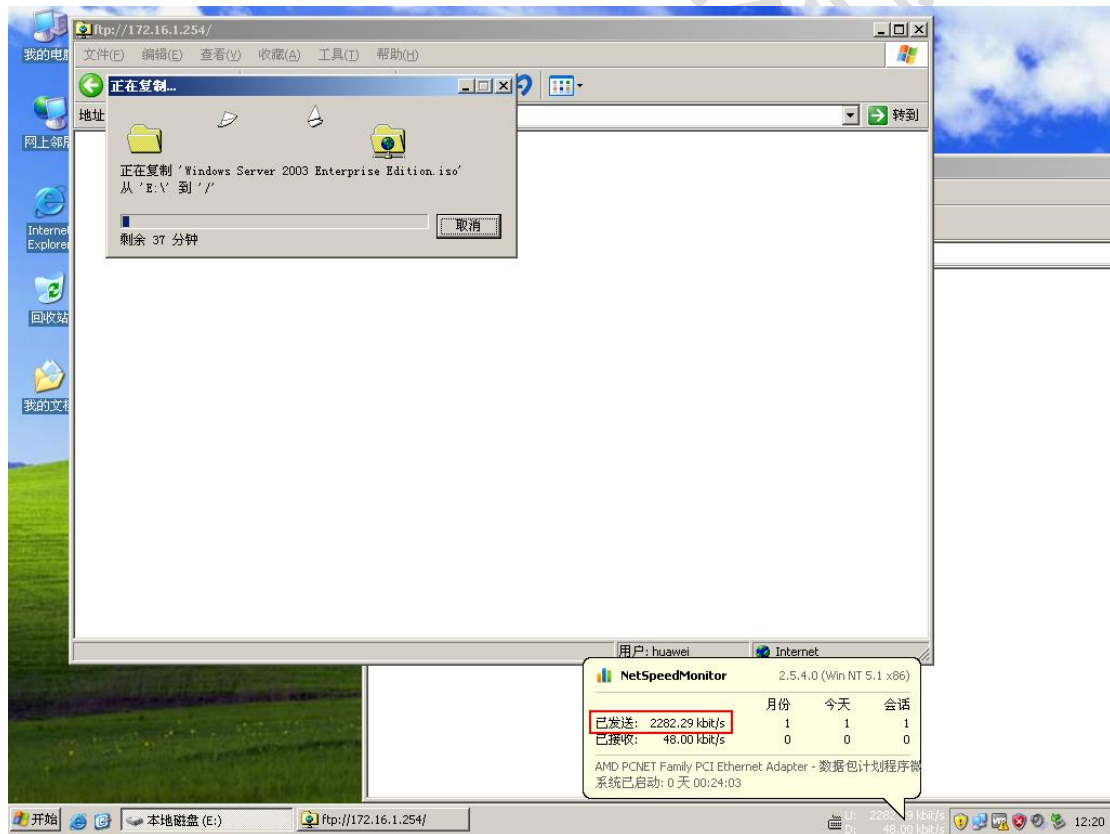 ftp://172.16.1.254/
文件(F) 编辑(E) 查看(V) 收藏(A) 工具(T) 帮助(H)
地址
转到
正在复制...
正在复制 'Windows Server 2003 Enterprise Edition.iso'
从 'E:\' 到 '/'
取消
剩余 37 分钟
我的电脑
网上邻居
Internet
Explorer
回收站
我的文档
用户: huawei
Internet
NetSpeedMonitor 2.5.4.0 (Win NT 5.1 x86)
月份 今天 会话
已发送: 2282.29 kbit/s 1 1 1
已接收: 48.00 kbit/s 0 0 0
AMD PCNET Family PCI Ethernet Adapter - 数据包计划程序微
系统已启动: 0 天 00:24:03
开始
本地磁盘 (E:)
ftp://172.16.1.254/
U: 2282.29 kbit/s
D: 48.00 kbit/s
12:20